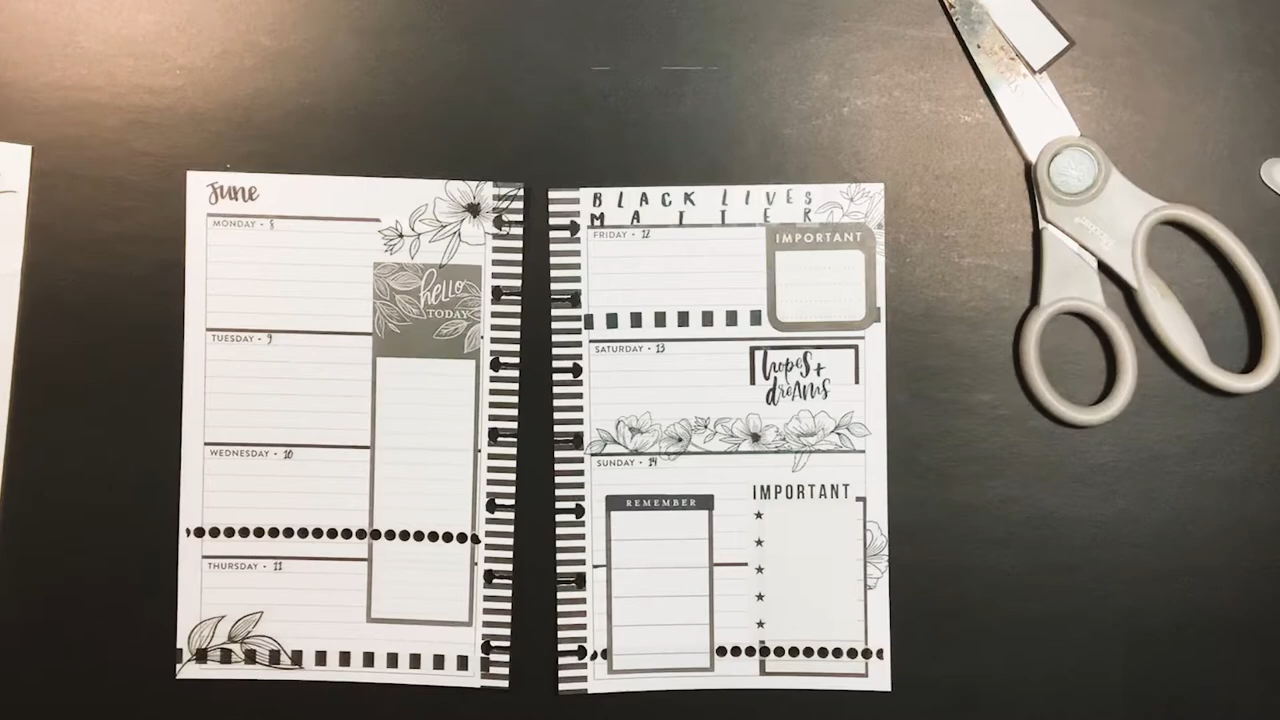 June
MONDAY • 8
hello
TODAY
TUESDAY • 9
WEDNESDAY • 10
THURSDAY • 11
BLACK LIVES
MATTER
FRIDAY • 12
IMPORTANT
SATURDAY • 13
hopes +
dreams
SUNDAY • 14
REMEMBER
IMPORTANT